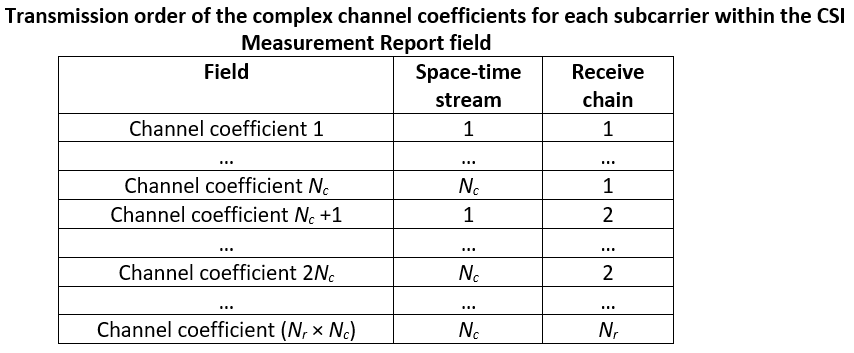 Transmission order of the complex channel coefficients for each subcarrier within the CSI
Measurement Report field
Field Space-time stream Receive chain
Channel coefficient 1 1 1
... ... ...
Channel coefficient Nc Nc 1
Channel coefficient Nc +1 1 2
... ... ...
Channel coefficient 2Nc Nc 2
... ... ...
Channel coefficient (Nr × Nc) Nc Nr